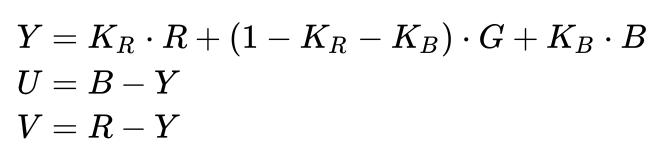 Y = K_R · R + (1 − K_R − K_B) · G + K_B · B
U = B − Y
V = R − Y